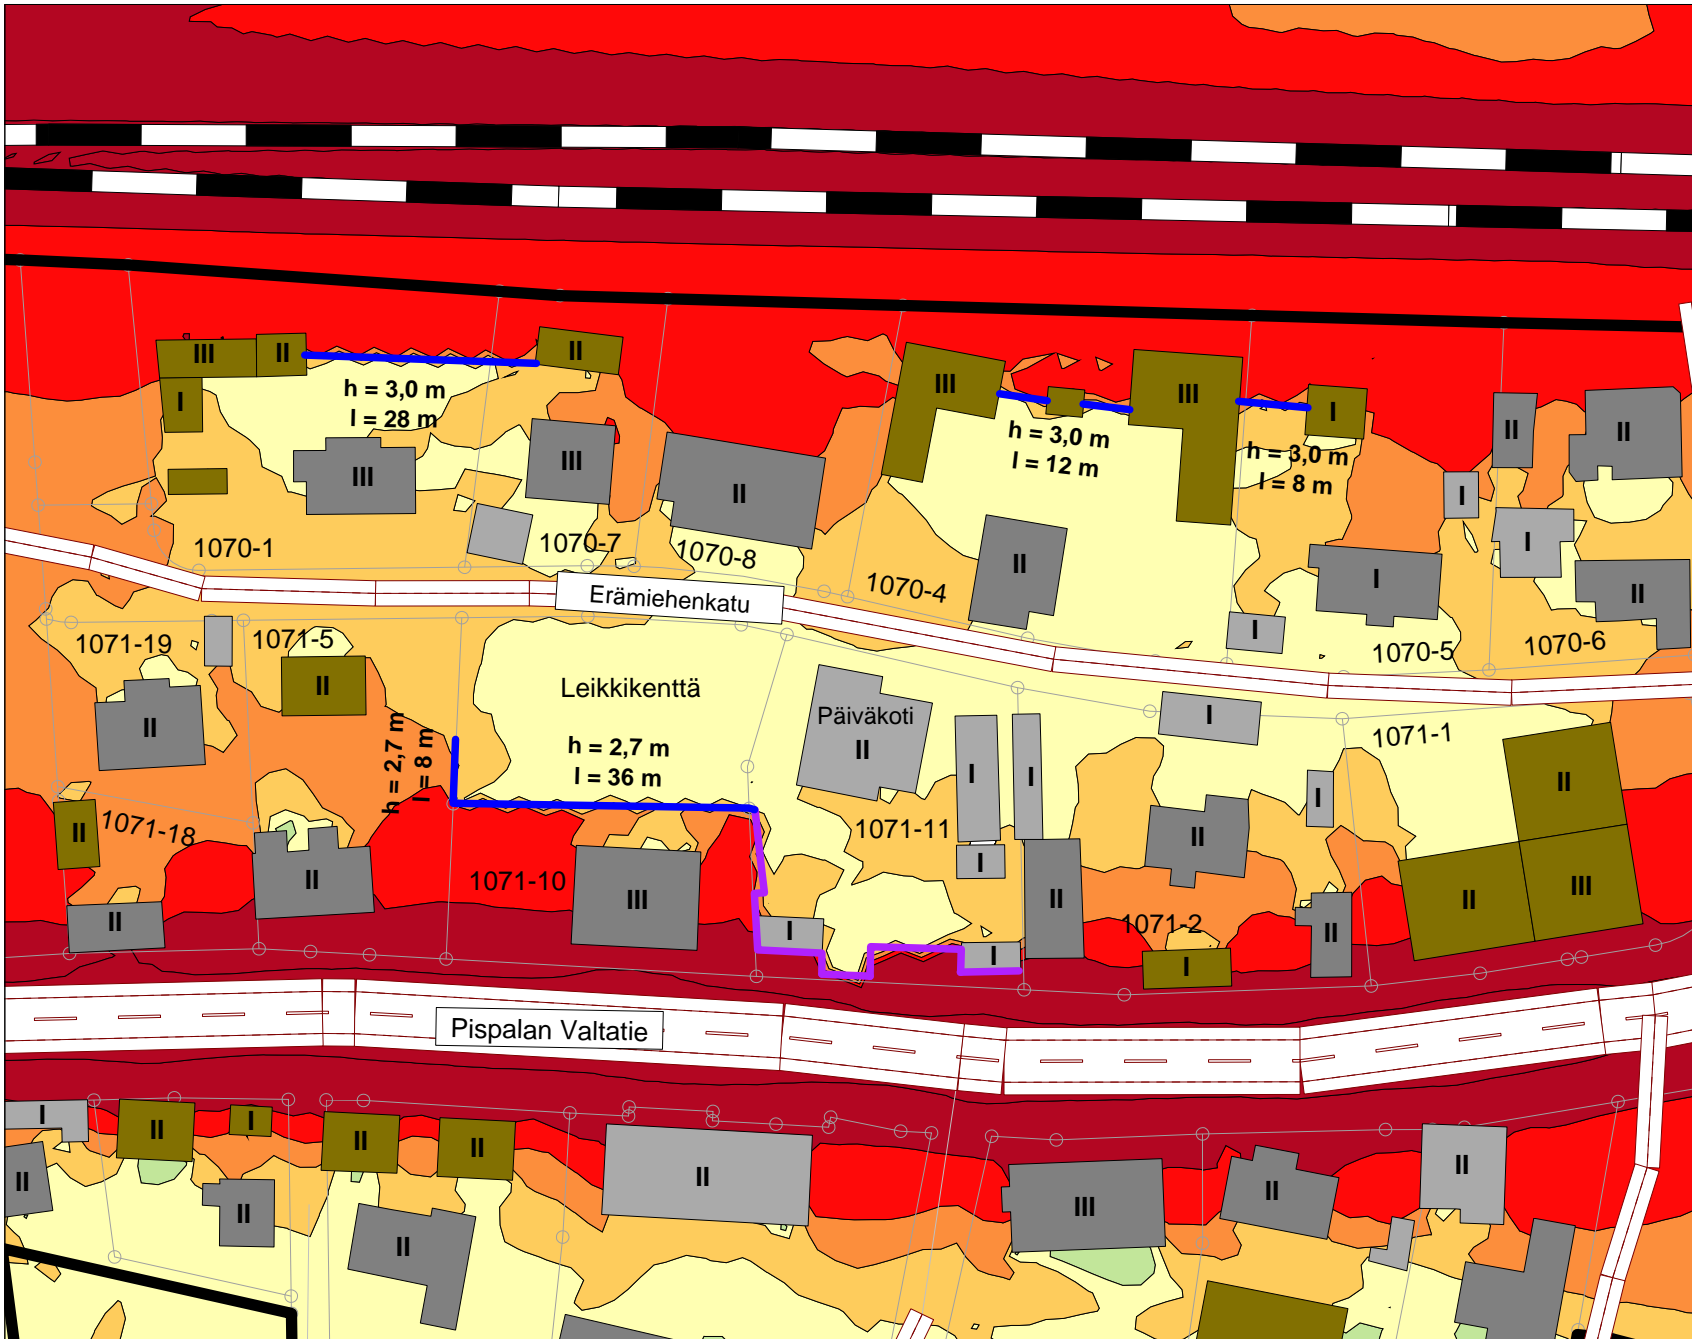 III
II
II
I
h = 3,0 m
l = 28 m
III
III
II
III
III
I
h = 3,0 m
l = 12 m
h = 3,0 m
l = 8 m
II
II
I
I
II
I
II
I
1070-1
1070-7
1070-8
1070-4
1070-5
1070-6
Erämiehenkatu
1071-19
1071-5
II
II
Leikkikenttä
h = 2,7 m
l = 36 m
h = 2,7 m
l = 8 m
Päiväkoti
II
I
I
I
I
I
1071-1
II
II
III
II
II
1071-18
II
II
II
1071-10
III
1071-11
I
I
II
1071-2
I
II
Pispalan Valtatie
I
II
I
II
II
II
III
II
II
II
II
II